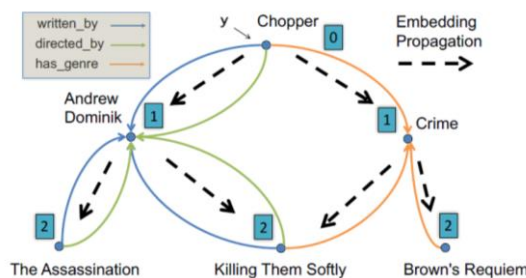 written_by
directed_by
has_genre
y
Chopper
0
Embedding
Propagation
Andrew
Dominik
1
1
Crime
2
2
2
The Assassination
Killing Them Softly
Brown's Requiem